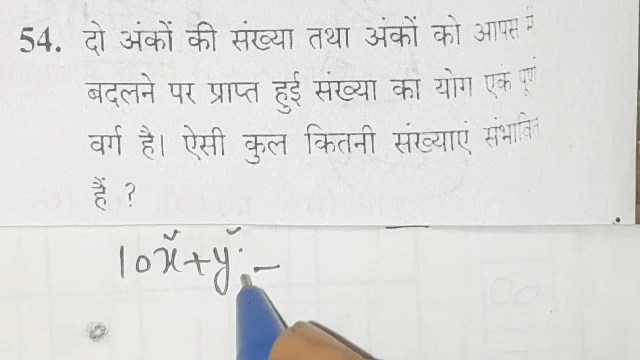 54. दो अंकों की संख्या तथा अंकों को आपस में
बदलने पर प्राप्त हुई संख्या का योग एक पूर्ण
वर्ग है। ऐसी कुल कितनी संख्याएं संभावित
हैं ?
10x+y –